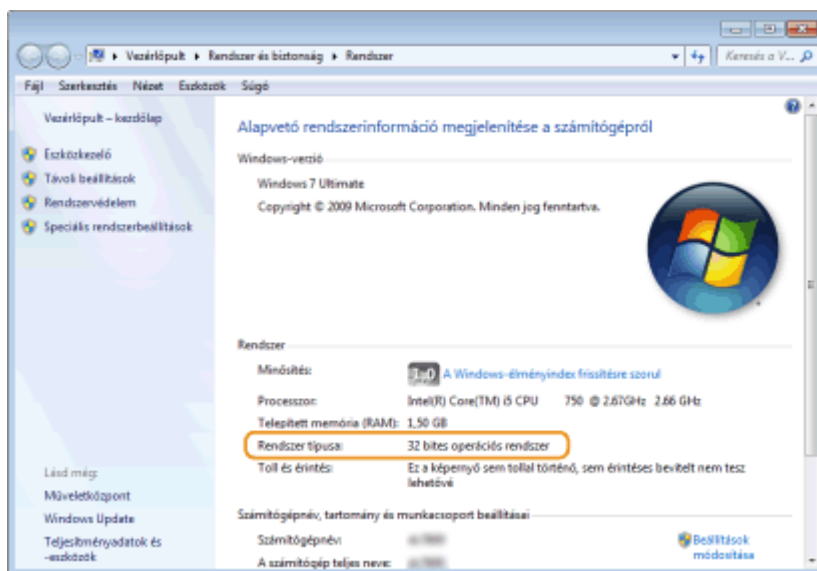 Vezérlőpult ▸ Rendszer és biztonság ▸ Rendszer
Keresés a V...
Fájl Szerkesztés Nézet Eszközök Súgó
Vezérlőpult – kezdőlap
Eszközkezelő
Távoli beállítások
Rendszervédelem
Speciális rendszerbeállítások
Lásd még:
Műveletközpont
Windows Update
Teljesítményadatok és
-eszközök
Alapvető rendszerinformáció megjelenítése a számítógépről
Windows-verzió
Windows 7 Ultimate
Copyright © 2009 Microsoft Corporation. Minden jog fenntartva.
Rendszer
Minősítés: 1,0 A Windows-élményindex frissítésre szorul
Processzor: Intel(R) Core(TM) i5 CPU 750 @ 2.67GHz 2.66 GHz
Telepített memória (RAM): 1,50 GB
Rendszer típusa: 32 bites operációs rendszer
Toll és érintés: Ez a képernyő sem tollal történő, sem érintéses bevitelt nem tesz
lehetővé
Számítógépnév, tartomány és munkacsoport beállításai
Számítógépnév:
Beállítások
módosítása
A számítógép teljes neve: